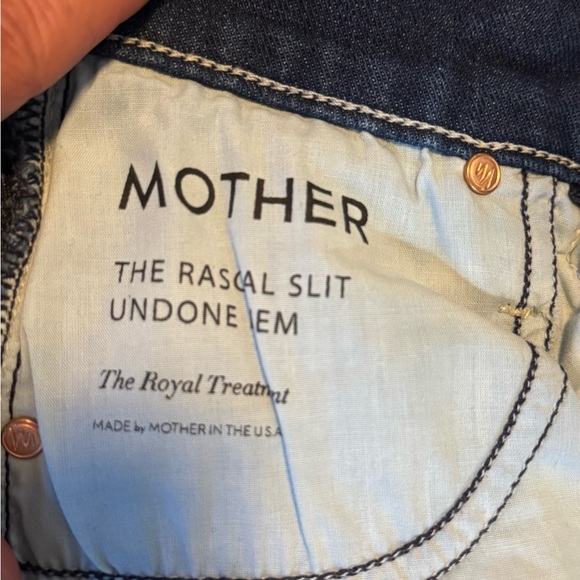 MOTHER
THE RASCAL SLIT
UNDONE HEM
The Royal Treatment
MADE by MOTHER IN THE U.S.A